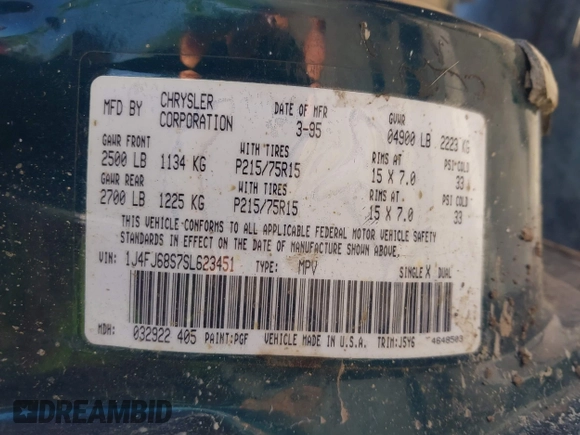 MFD BY CHRYSLER CORPORATION DATE OF MFR 3-95 GVWR 04900 LB 2223 KG
GAWR FRONT WITH TIRES RIMS AT PSI COLD
2500 LB 1134 KG P215/75R15 15 X 7.0 33
GAWR REAR WITH TIRES RIMS AT PSI COLD
2700 LB 1225 KG P215/75R15 15 X 7.0 33
THIS VEHICLE CONFORMS TO ALL APPLICABLE FEDERAL MOTOR VEHICLE SAFETY
STANDARDS IN EFFECT ON THE DATE OF MANUFACTURE SHOWN ABOVE.
VIN: 1J4FJ68S7SL623451 TYPE: MPV SINGLE X DUAL
MDH: 032922 405 PAINT:PGF VEHICLE MADE IN U.S.A. TRIM:J5Y6 4648503
DREAMBID